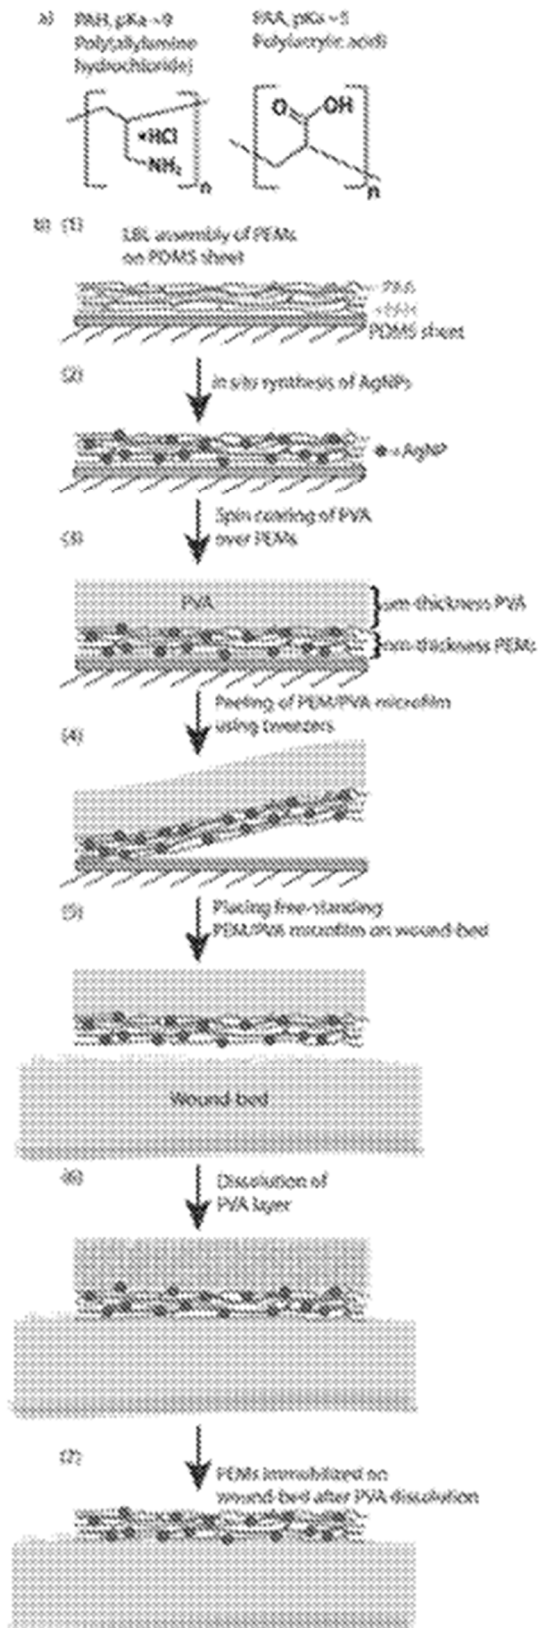 a) PAH, pKa ~9
Poly(allylamine
hydrochloride)
PAA, pKa ~5
Poly(acrylic acid)
•HCl
NH2
n
O
OH
n
b) (1)
LBL assembly of PEMs
on PDMS sheet
PDMS sheet
(2)
In situ synthesis of AgNPs
AgNP
(3)
Spin coating of PVA
over PEMs
PVA
μm-thickness PVA
nm-thickness PEMs
(4)
Peeling of PEM/PVA microfilm
using tweezers
(5)
Placing free-standing
PEM/PVA microfilm on wound-bed
Wound-bed
(6)
Dissolution of
PVA layer
(7)
PEMs immobilized on
wound-bed after PVA dissolution